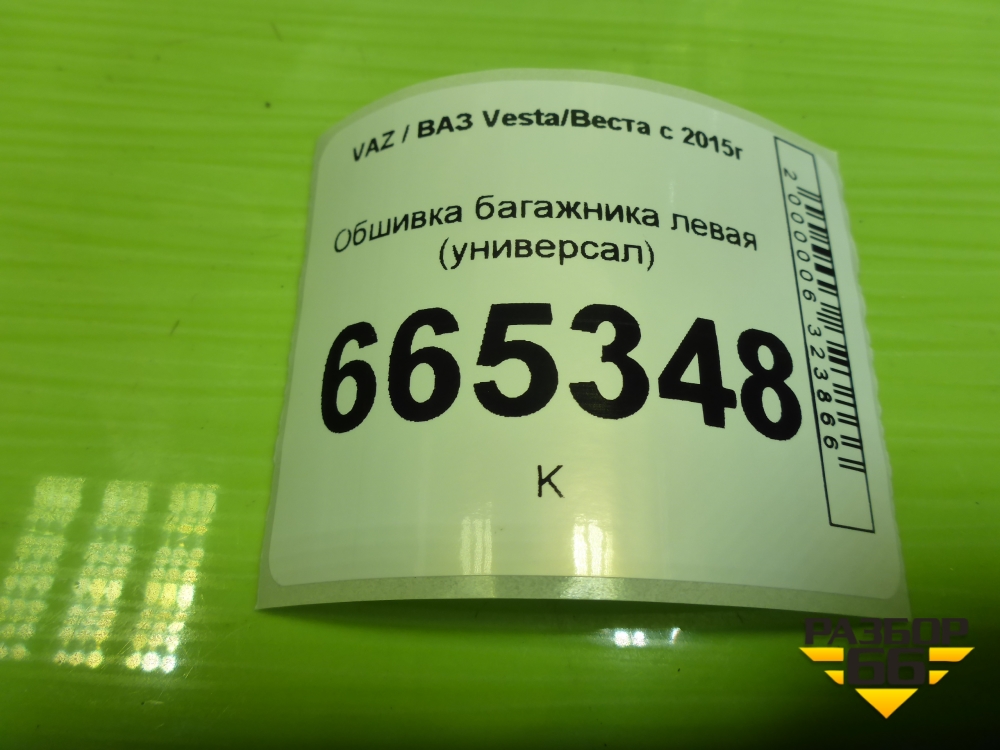 VAZ / ВАЗ Vesta/Веста с 2015г
Обшивка багажника левая
(универсал)
665348
К
2000006323866
РАЗБОР
66